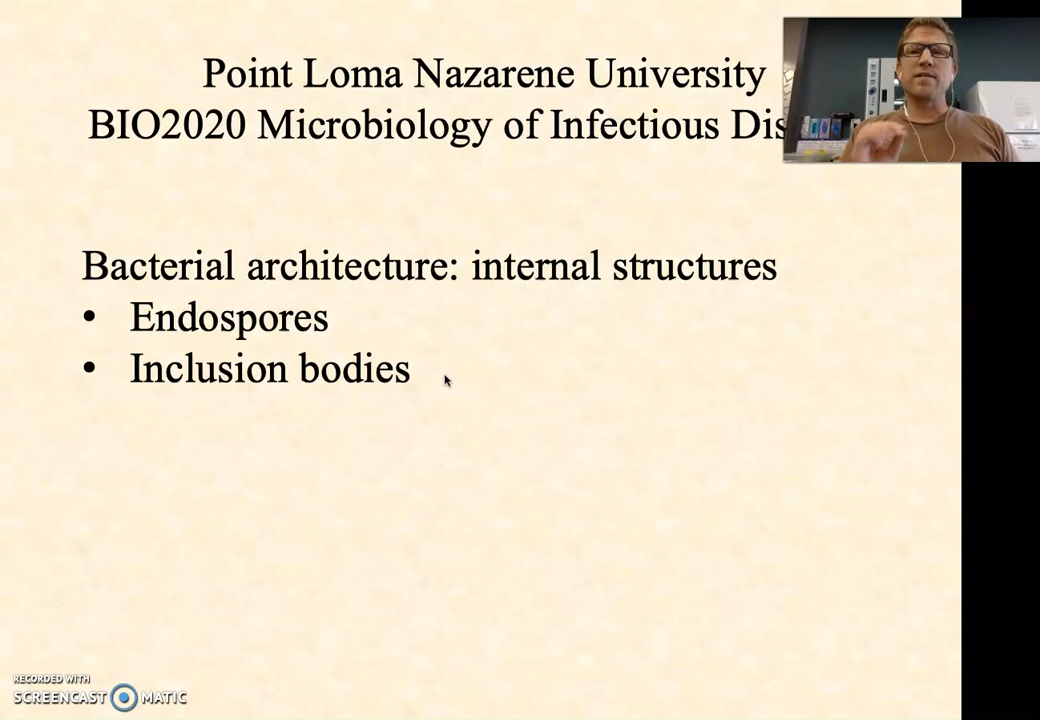 Point Loma Nazarene University
BIO2020 Microbiology of Infectious Dis
Bacterial architecture: internal structures
• Endospores
• Inclusion bodies
RECORDED WITH
SCREENCAST MATIC